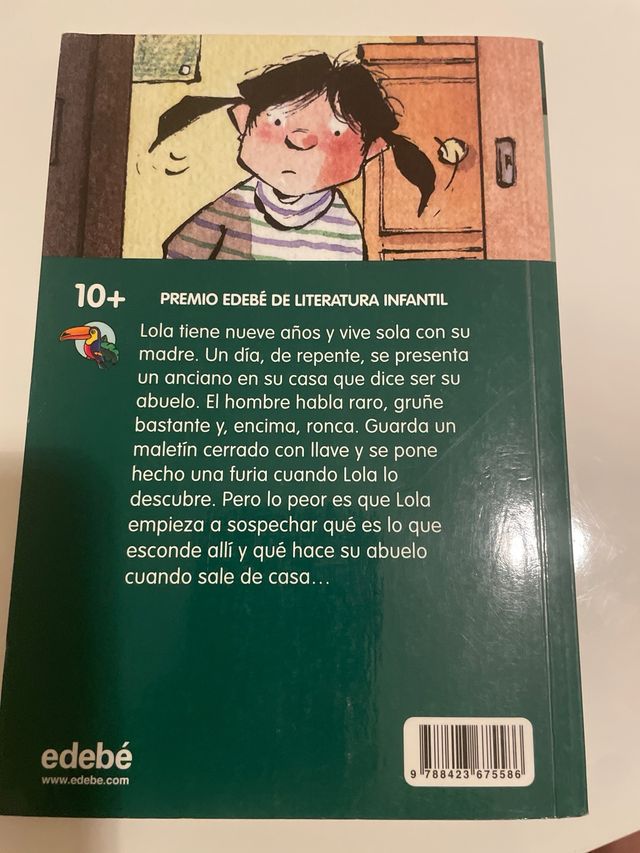 10+ PREMIO EDEBÉ DE LITERATURA INFANTIL
Lola tiene nueve años y vive sola con su
madre. Un día, de repente, se presenta
un anciano en su casa que dice ser su
abuelo. El hombre habla raro, gruñe
bastante y, encima, ronca. Guarda un
maletín cerrado con llave y se pone
hecho una furia cuando Lola lo
descubre. Pero lo peor es que Lola
empieza a sospechar qué es lo que
esconde allí y qué hace su abuelo
cuando sale de casa...
edebé
www.edebe.com
9 788423 675586